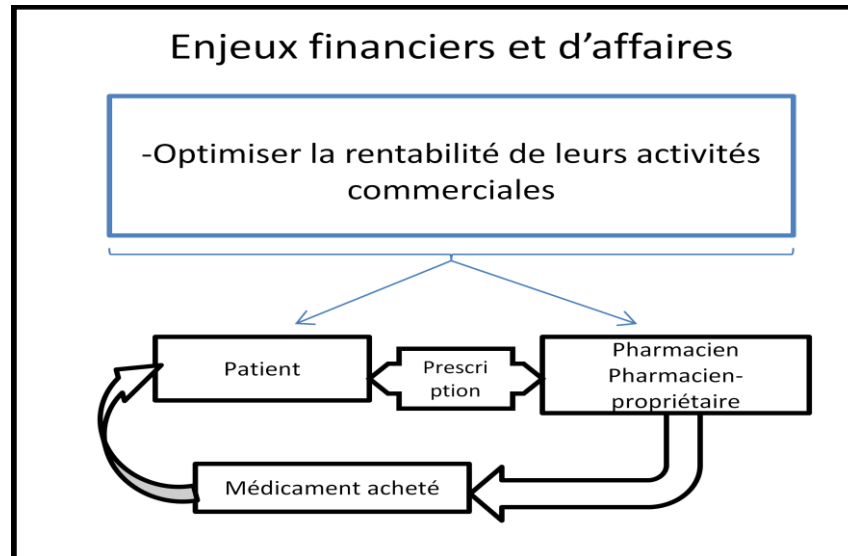 Enjeux financiers et d’affaires
-Optimiser la rentabilité de leurs activités
commerciales
Patient
Prescri
ption
Pharmacien
Pharmacien-
propriétaire
Médicament acheté